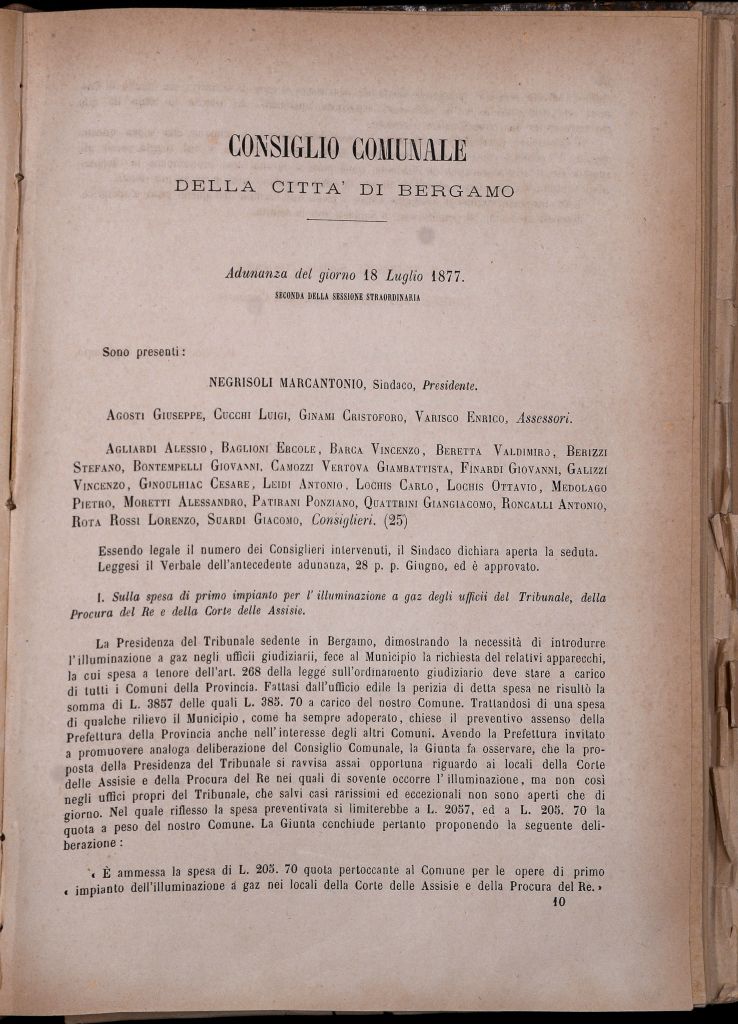 CONSIGLIO COMUNALE
DELLA CITTA' DI BERGAMO
Adunanza del giorno 18 Luglio 1877.
SECONDA DELLA SESSIONE STRAORDINARIA
Sono presenti:
NEGRISOLI MARCANTONIO, Sindaco, Presidente.
AGOSTI GIUSEPPE, CUCCHI LUIGI, GINAMI CRISTOFORO, VARISCO ENRICO, Assessori.
AGLIARDI ALESSIO, BAGLIONI ERCOLE, BARCA VINCENZO, BERETTA VALDIMIRO, BERIZZI
STEFANO, BONTEMPELLI GIOVANNI, CAMOZZI VERTOVA GIAMBATTISTA, FINARDI GIOVANNI, GALIZZI
VINCENZO, GINOULHIAC CESARE, LEIDI ANTONIO, LOCHIS CARLO, LOCHIS OTTAVIO, MEDOLAGO
PIETRO, MORETTI ALESSANDRO, PATIRANI PONZIANO, QUATTRINI GIANGIACOMO, RONCALLI ANTONIO,
ROTA ROSSI LORENZO, SUARDI GIACOMO, Consiglieri. (25)
Essendo legale il numero dei Consiglieri intervenuti, il Sindaco dichiara aperta la seduta.
Leggesi il Verbale dell'antecedente adunanza, 28 p. p. Giugno, ed è approvato.
I. Sulla spesa di primo impianto per l'illuminazione a gaz degli ufficii del Tribunale, della
Procura del Re e della Corte delle Assisie.
La Presidenza del Tribunale sedente in Bergamo, dimostrando la necessità di introdurre
l'illuminazione a gaz negli ufficii giudiziarii, fece al Municipio la richiesta dei relativi apparecchi,
la cui spesa a tenore dell'art. 268 della legge sull'ordinamento giudiziario deve stare a carico
di tutti i Comuni della Provincia. Fattasi dall'ufficio edile la perizia di detta spesa ne risultò la
somma di L. 3857 delle quali L. 385. 70 a carico del nostro Comune. Trattandosi di una spesa
di qualche rilievo il Municipio, come ha sempre adoperato, chiese il preventivo assenso della
Prefettura della Provincia anche nell'interesse degli altri Comuni. Avendo la Prefettura invitato
a promuovere analoga deliberazione del Consiglio Comunale, la Giunta fa osservare, che la pro-
posta della Presidenza del Tribunale si ravvisa assai opportuna riguardo ai locali della Corte
delle Assisie e della Procura del Re nei quali di sovente occorre l'illuminazione, ma non così
negli uffici propri del Tribunale, che salvi casi rarissimi ed eccezionali non sono aperti che di
giorno. Nel quale riflesso la spesa preventivata si limiterebbe a L. 2057, ed a L. 205. 70 la
quota a peso del nostro Comune. La Giunta conchiude pertanto proponendo la seguente deli-
berazione:
« È ammessa la spesa di L. 205. 70 quota pertoccante al Comune per le opere di primo
« impianto dell'illuminazione a gaz nei locali della Corte delle Assisie e della Procura del Re. »
10